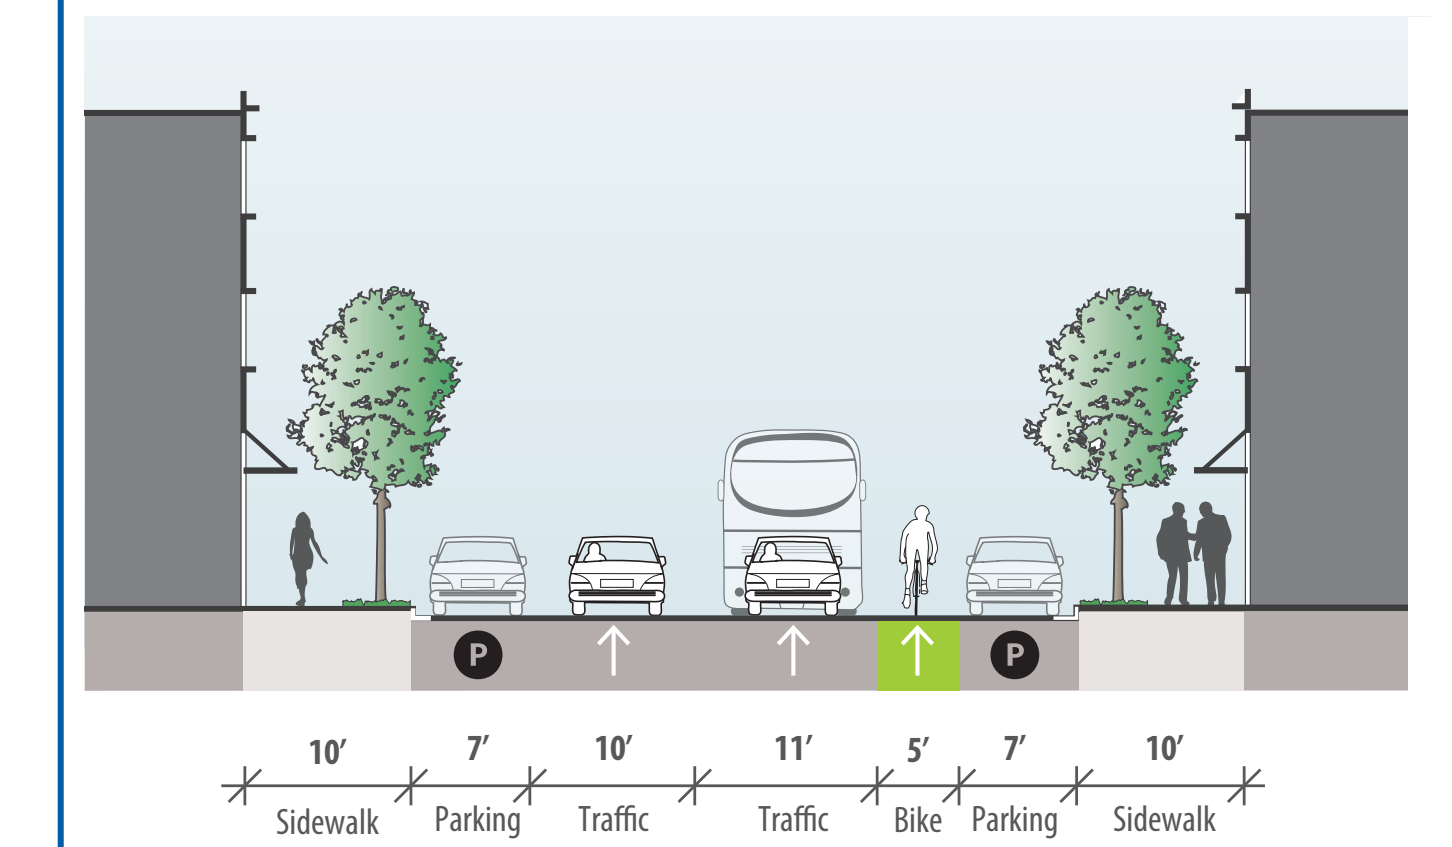 P P
10′ 7′ 10′ 11′ 5′ 7′ 10′
Sidewalk Parking Traffic Traffic Bike Parking Sidewalk